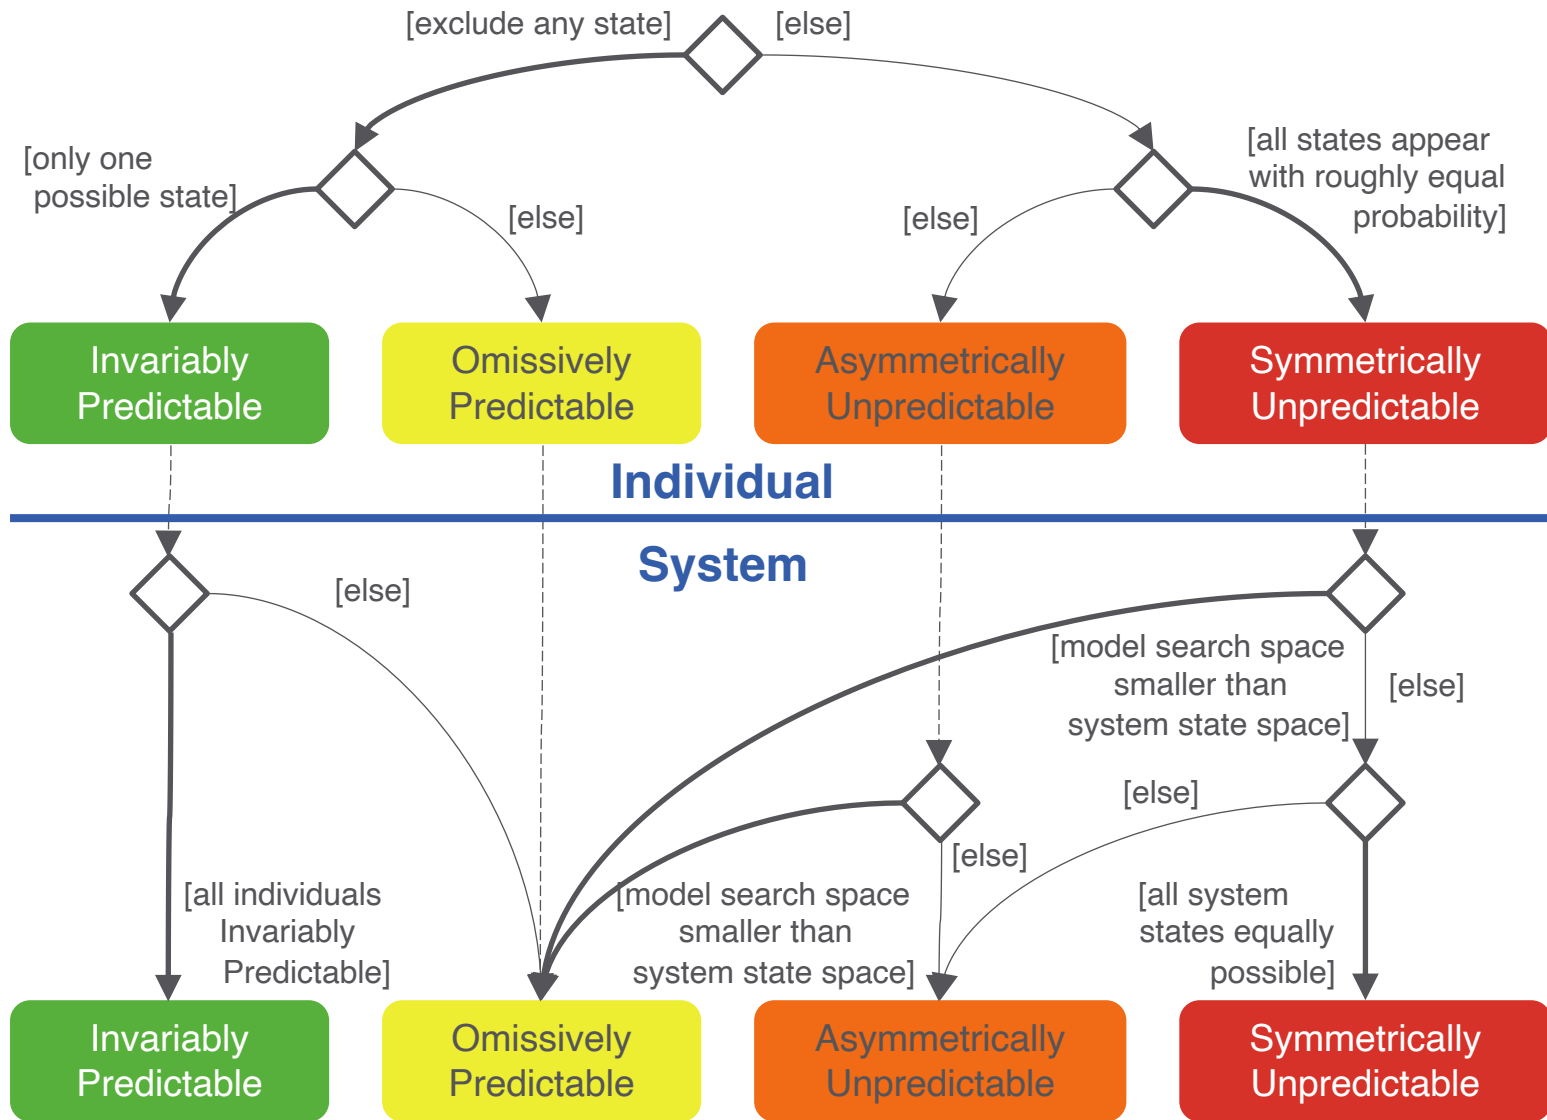 [exclude any state]
[else]
[only one
possible state]
[else]
[else]
[all states appear
with roughly equal
probability]
Invariably
Predictable
Omissively
Predictable
Asymmetrically
Unpredictable
Symmetrically
Unpredictable
Individual
System
[else]
[model search space
smaller than
system state space]
[else]
[else]
[else]
[all individuals
Invariably
Predictable]
[model search space
smaller than
system state space]
[all system
states equally
possible]
Invariably
Predictable
Omissively
Predictable
Asymmetrically
Unpredictable
Symmetrically
Unpredictable